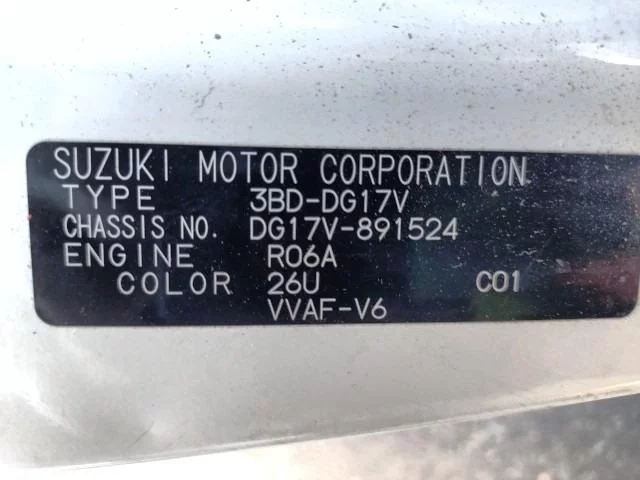 SUZUKI MOTOR CORPORATION
TYPE 3BD-DG17V
CHASSIS NO. DG17V-891524
ENGINE R06A
COLOR 26U C01
VVAF-V6